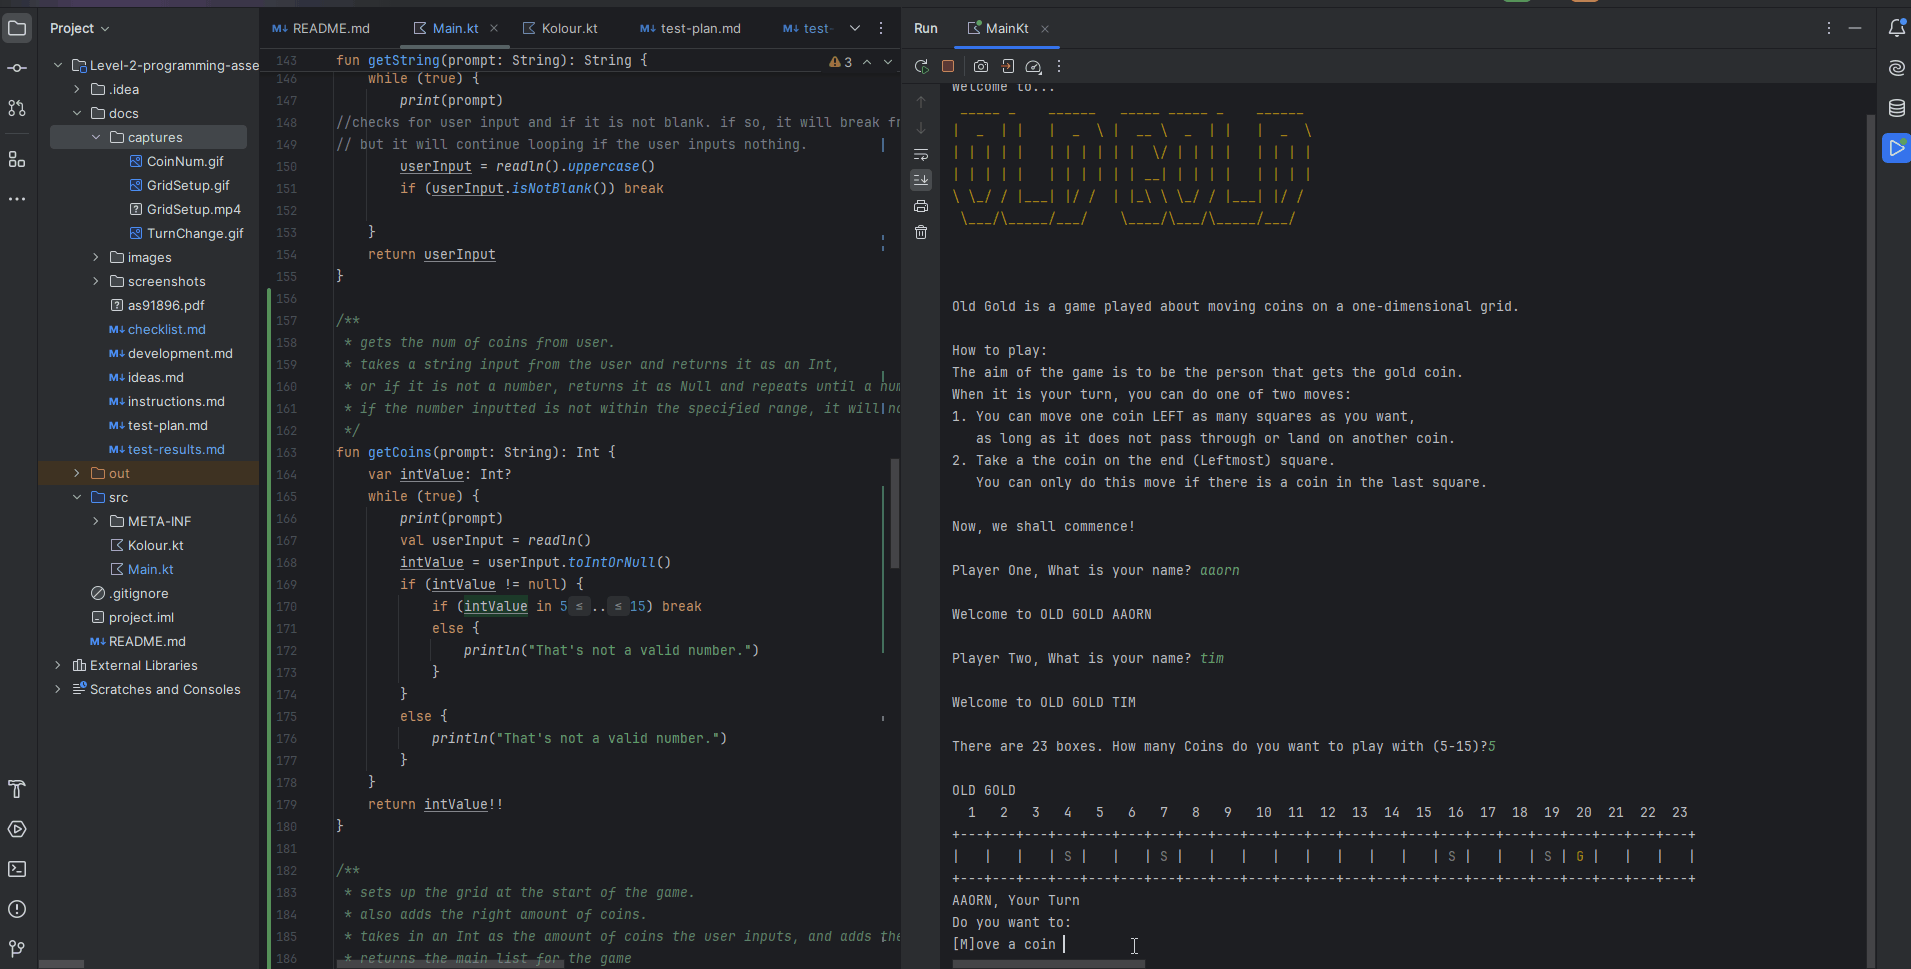 Project
Level-2-programming-asse
.idea
docs
captures
CoinNum.gif
GridSetup.gif
GridSetup.mp4
TurnChange.gif
images
screenshots
as91896.pdf
M↓ checklist.md
M↓ development.md
M↓ ideas.md
M↓ instructions.md
M↓ test-plan.md
M↓ test-results.md
out
src
META-INF
Kolour.kt
Main.kt
.gitignore
project.iml
M↓ README.md
External Libraries
Scratches and Consoles
M↓ README.md Main.kt Kolour.kt M↓ test-plan.md M↓ test-
143 fun getString(prompt: String): String { 3
146 while (true) {
147 print(prompt)
148 //checks for user input and if it is not blank. if so, it will break fr
149 // but it will continue looping if the user inputs nothing.
150 userInput = readln().uppercase()
151 if (userInput.isNotBlank()) break
152
153 }
154 return userInput
155 }
156
157 /**
158 * gets the num of coins from user.
159 * takes a string input from the user and returns it as an Int,
160 * or if it is not a number, returns it as Null and repeats until a num
161 * if the number inputted is not within the specified range, it will no
162 */
163 fun getCoins(prompt: String): Int {
164 var intValue: Int?
165 while (true) {
166 print(prompt)
167 val userInput = readln()
168 intValue = userInput.toIntOrNull()
169 if (intValue != null) {
170 if (intValue in 5 ≤ .. ≤ 15) break
171 else {
172 println("That's not a valid number.")
173 }
174 }
175 else {
176 println("That's not a valid number.")
177 }
178 }
179 return intValue!!
180 }
181
182 /**
183 * sets up the grid at the start of the game.
184 * also adds the right amount of coins.
185 * takes in an Int as the amount of coins the user inputs, and adds the
186 * returns the main list for the game
Run MainKt
Welcome to...
Old Gold is a game played about moving coins on a one-dimensional grid.
How to play:
The aim of the game is to be the person that gets the gold coin.
When it is your turn, you can do one of two moves:
1. You can move one coin LEFT as many squares as you want,
as long as it does not pass through or land on another coin.
2. Take a the coin on the end (Leftmost) square.
You can only do this move if there is a coin in the last square.
Now, we shall commence!
Player One, What is your name? aaorn
Welcome to OLD GOLD AAORN
Player Two, What is your name? tim
Welcome to OLD GOLD TIM
There are 23 boxes. How many Coins do you want to play with (5-15)?5
OLD GOLD
1 2 3 4 5 6 7 8 9 10 11 12 13 14 15 16 17 18 19 20 21 22 23
+---+---+---+---+---+---+---+---+---+---+---+---+---+---+---+---+---+---+---+---+---+---+---+
| | | | S | | | S | | | | | | | | | S | | | S | G | | | |
+---+---+---+---+---+---+---+---+---+---+---+---+---+---+---+---+---+---+---+---+---+---+---+
AAORN, Your Turn
Do you want to:
[M]ove a coin